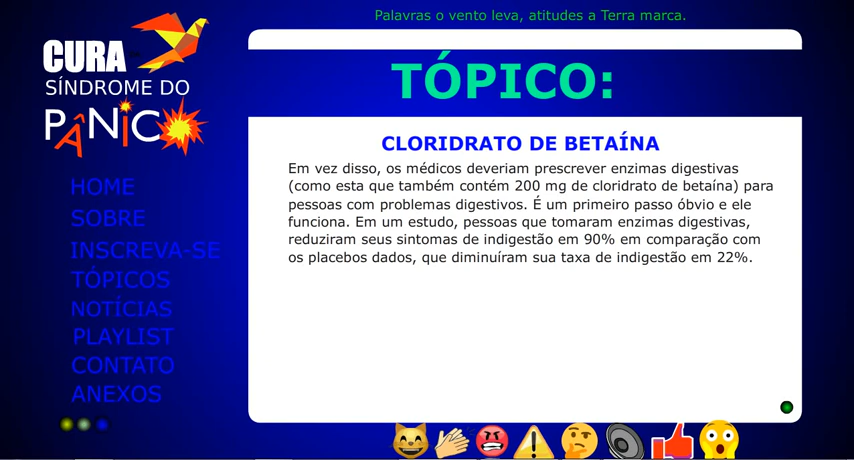 Palavras o vento leva, atitudes a Terra marca.
CURA
SÍNDROME DO
PÂNICO
TÓPICO:
CLORIDRATO DE BETAÍNA
Em vez disso, os médicos deveriam prescrever enzimas digestivas
(como esta que também contém 200 mg de cloridrato de betaína) para
pessoas com problemas digestivos. É um primeiro passo óbvio e ele
funciona. Em um estudo, pessoas que tomaram enzimas digestivas,
reduziram seus sintomas de indigestão em 90% em comparação com
os placebos dados, que diminuíram sua taxa de indigestão em 22%.
HOME
SOBRE
INSCREVA-SE
TÓPICOS
NOTÍCIAS
PLAYLIST
CONTATO
ANEXOS